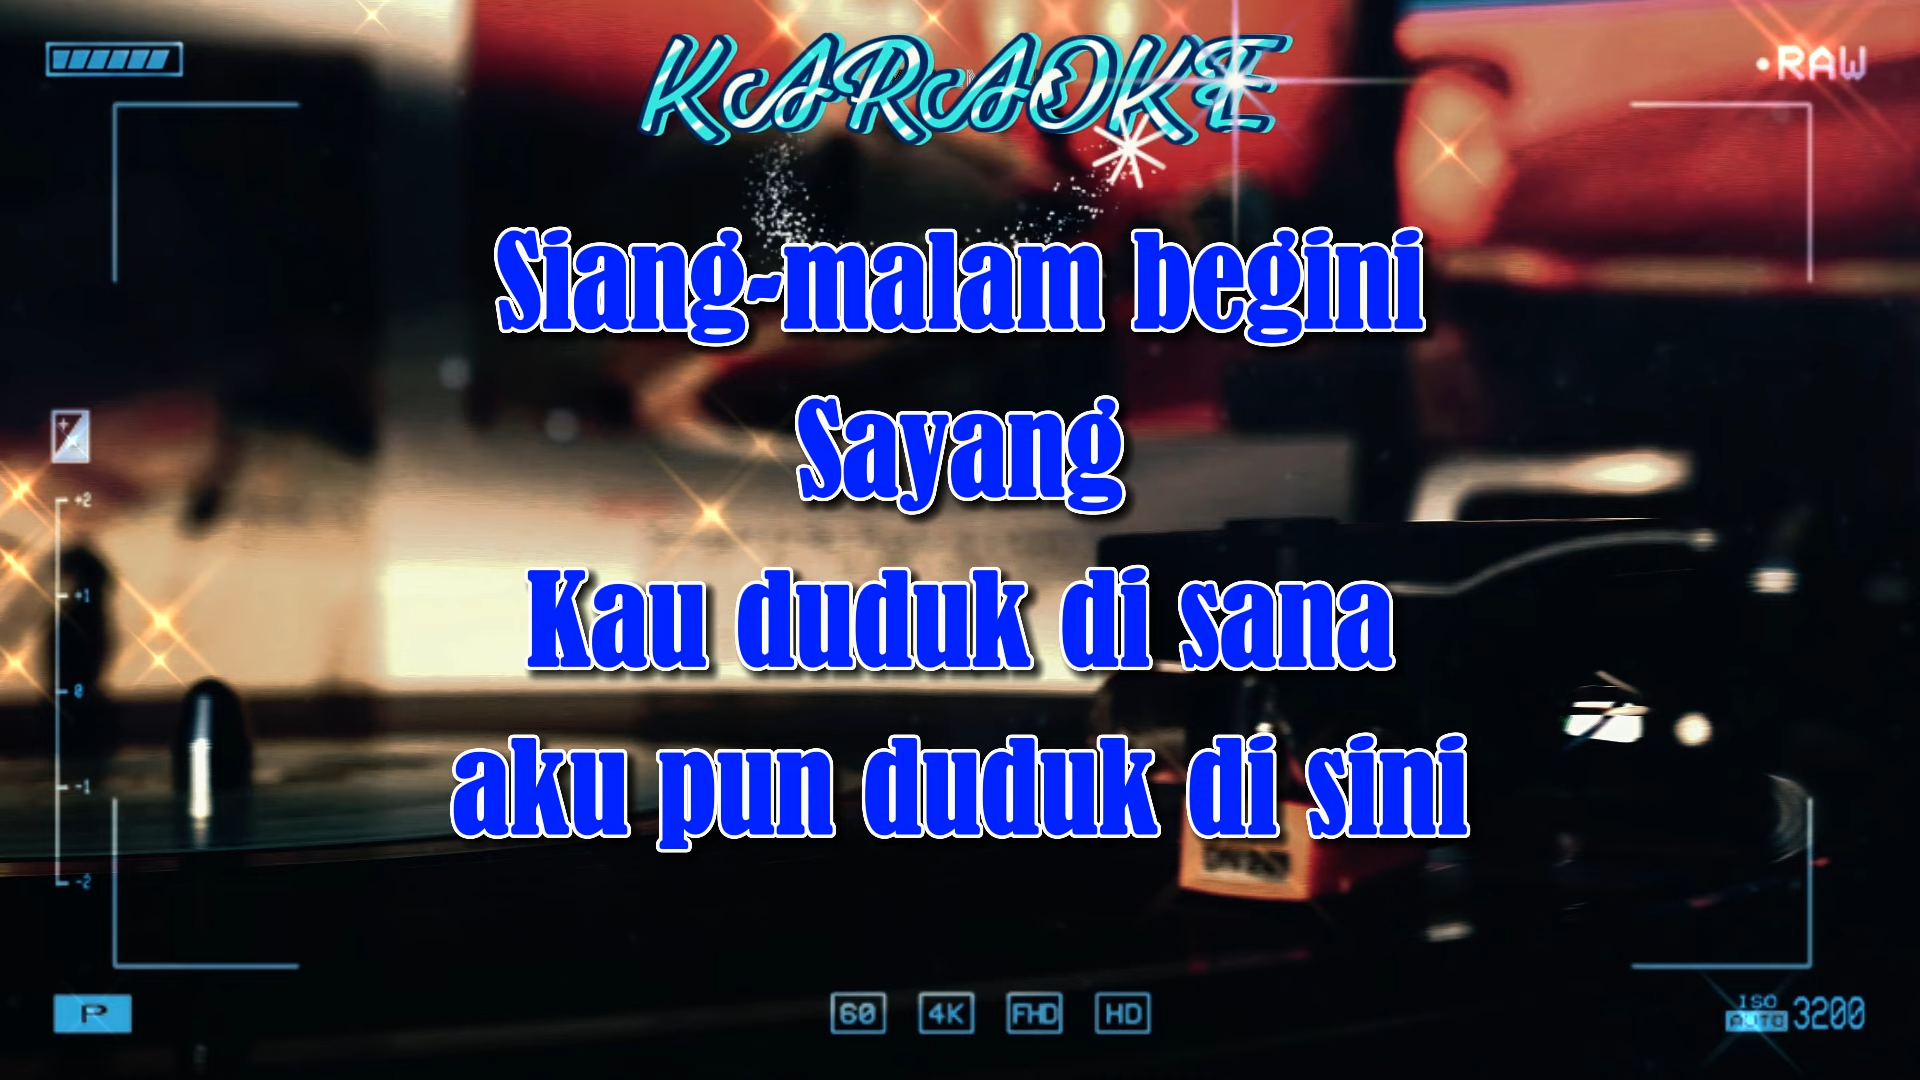 KARAOKE
•RAW
Siang-malam begini
Sayang
Kau duduk di sana
aku pun duduk di sini
+2
+1
0
-1
-2
P
60 4K FHD HD
ISO AUTO 3200